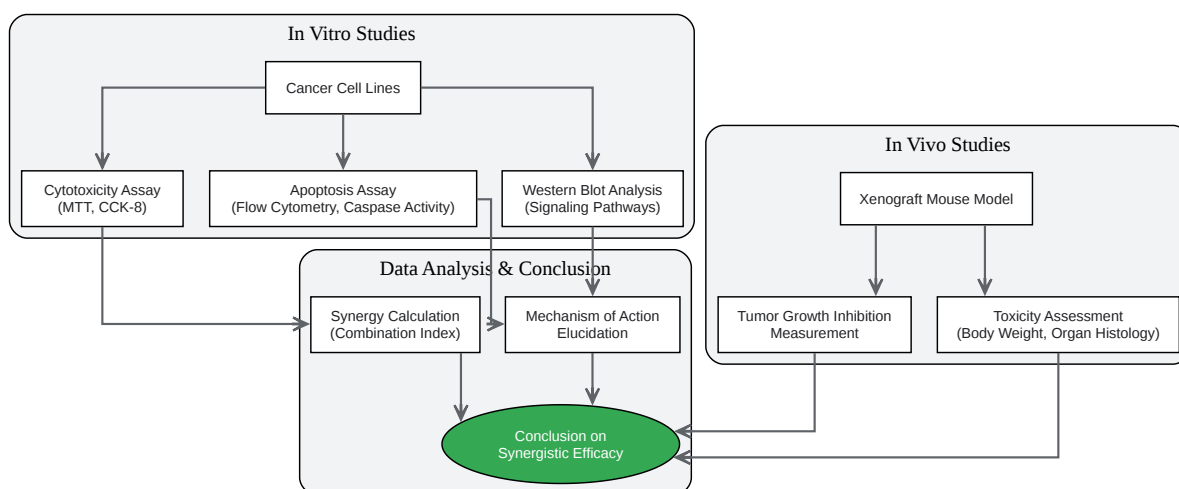 In Vitro Studies
Cancer Cell Lines
Cytotoxicity Assay
(MTT, CCK-8)
Apoptosis Assay
(Flow Cytometry, Caspase Activity)
Western Blot Analysis
(Signaling Pathways)
In Vivo Studies
Xenograft Mouse Model
Tumor Growth Inhibition
Measurement
Toxicity Assessment
(Body Weight, Organ Histology)
Data Analysis & Conclusion
Synergy Calculation
(Combination Index)
Mechanism of Action
Elucidation
Conclusion on
Synergistic Efficacy